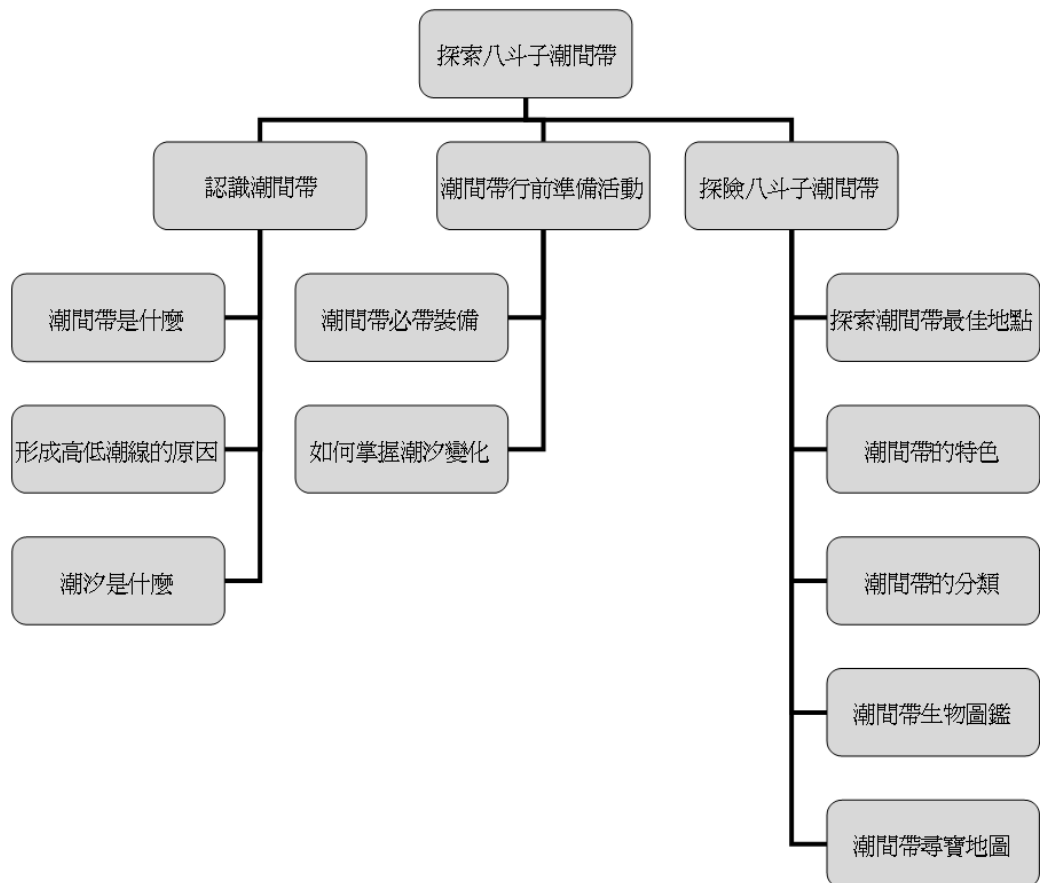 探索八斗子潮間帶
認識潮間帶
潮間帶行前準備活動
探險八斗子潮間帶
潮間帶是什麼
形成高低潮線的原因
潮汐是什麼
潮間帶必帶裝備
如何掌握潮汐變化
探索潮間帶最佳地點
潮間帶的特色
潮間帶的分類
潮間帶生物圖鑑
潮間帶尋寶地圖